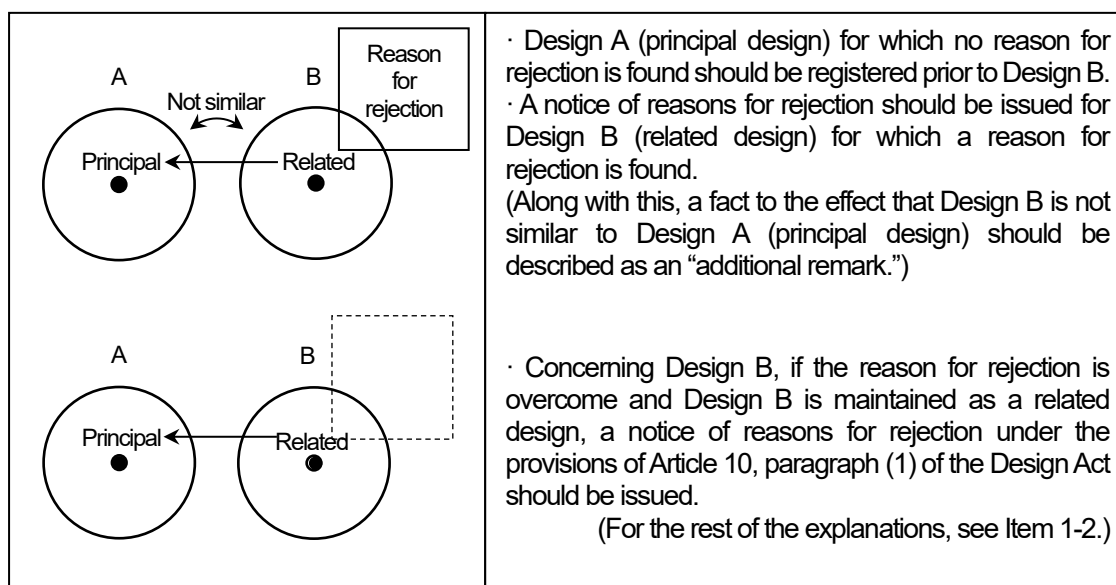 Reason
for
rejection
A
B
Not similar
Principal
Related
· Design A (principal design) for which no reason for
rejection is found should be registered prior to Design B.
· A notice of reasons for rejection should be issued for
Design B (related design) for which a reason for
rejection is found.
(Along with this, a fact to the effect that Design B is not
similar to Design A (principal design) should be
described as an “additional remark.”)
A
B
Principal
Related
· Concerning Design B, if the reason for rejection is
overcome and Design B is maintained as a related
design, a notice of reasons for rejection under the
provisions of Article 10, paragraph (1) of the Design Act
should be issued.
(For the rest of the explanations, see Item 1-2.)